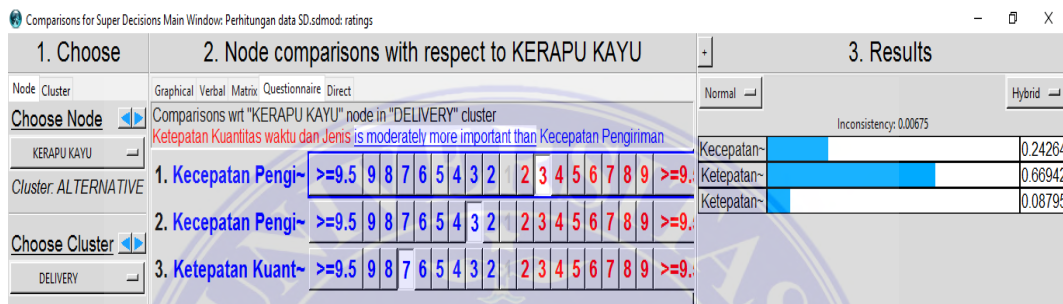 Comparisons for Super Decisions Main Window: Perhitungan data SD.sdmod: ratings
1. Choose
Node Cluster
Choose Node
KERAPU KAYU
Cluster: ALTERNATIVE
Choose Cluster
DELIVERY
2. Node comparisons with respect to KERAPU KAYU
Graphical Verbal Matrix Questionnaire Direct
Comparisons wrt "KERAPU KAYU" node in "DELIVERY" cluster
Ketepatan Kuantitas waktu dan Jenis is moderately more important than Kecepatan Pengiriman
1. Kecepatan Pengi~ >=9.5 9 8 7 6 5 4 3 2 1 2 3 4 5 6 7 8 9 >=9.
2. Kecepatan Pengi~ >=9.5 9 8 7 6 5 4 3 2 2 3 4 5 6 7 8 9 >=9.
3. Ketepatan Kuant~ >=9.5 9 8 7 6 5 4 3 2 2 3 4 5 6 7 8 9 >=9.
+ 3. Results
Normal Hybrid
Inconsistency: 0.00675
Kecepatan~ 0.24264
Ketepatan~ 0.66942
Ketepatan~ 0.08795